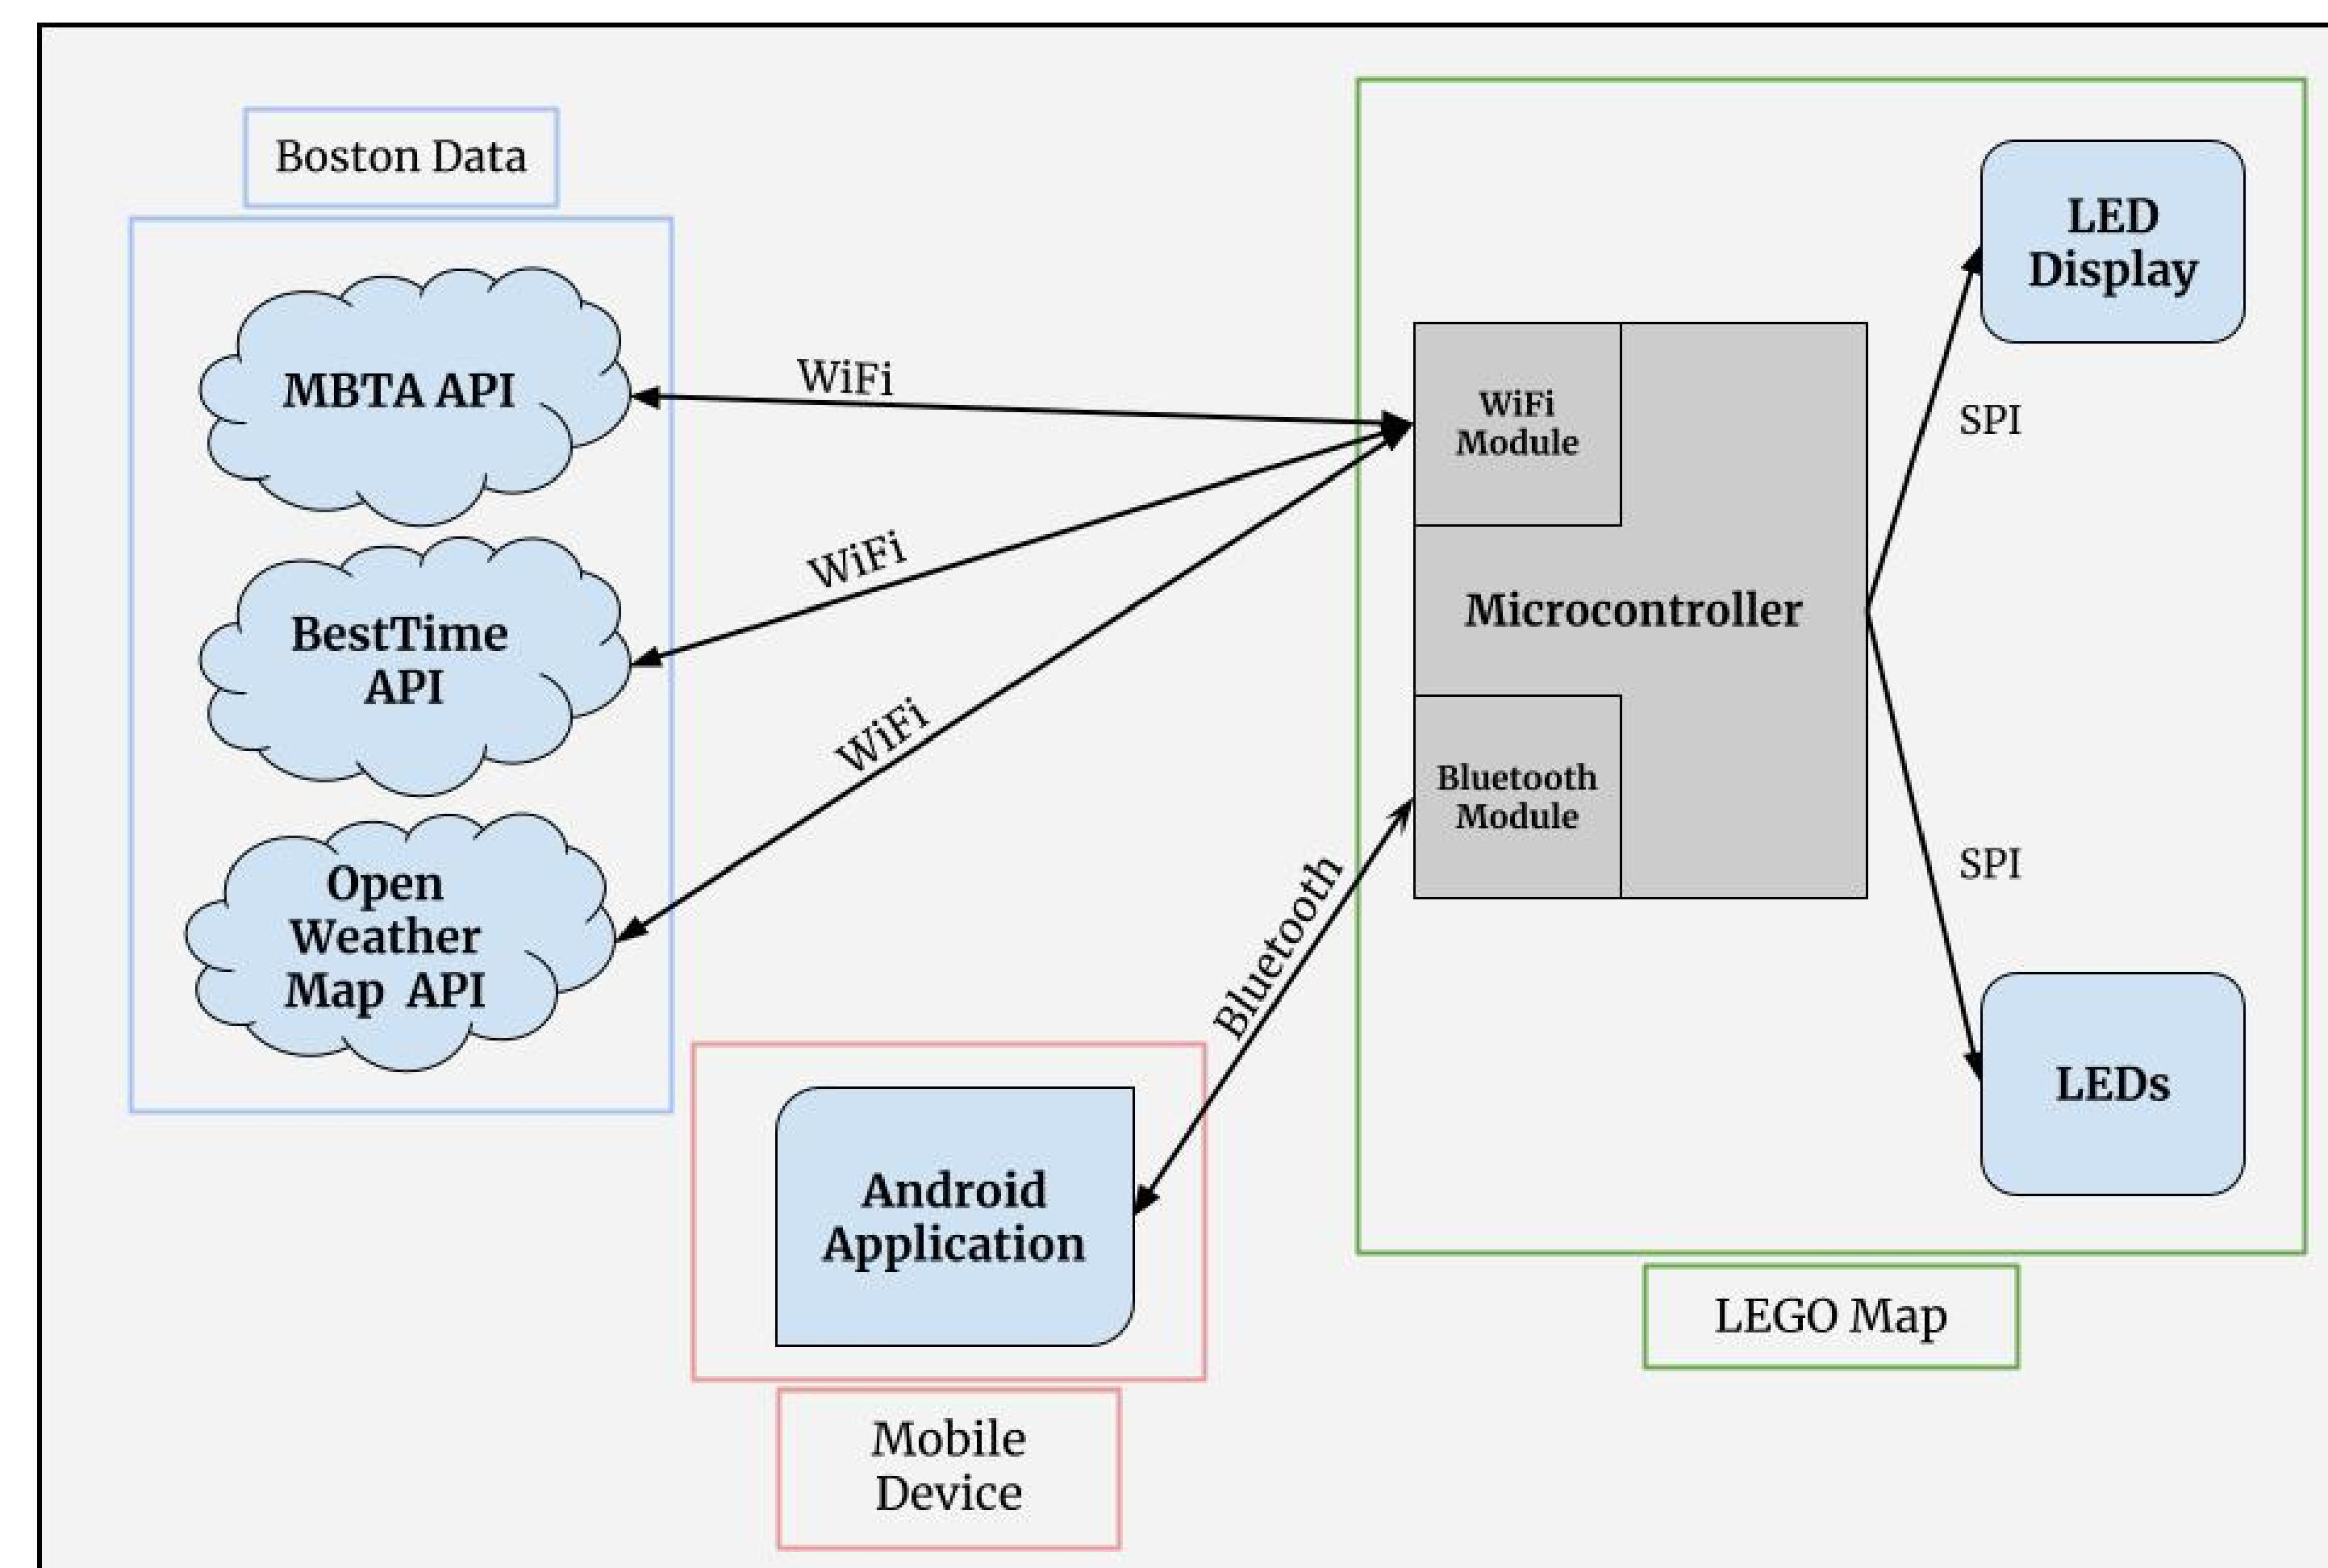 Boston Data
MBTA API
BestTime
API
Open
Weather
Map API
WiFi
WiFi
WiFi
Bluetooth
Android
Application
Mobile
Device
WiFi
Module
Microcontroller
Bluetooth
Module
SPI
SPI
LED
Display
LEDs
LEGO Map